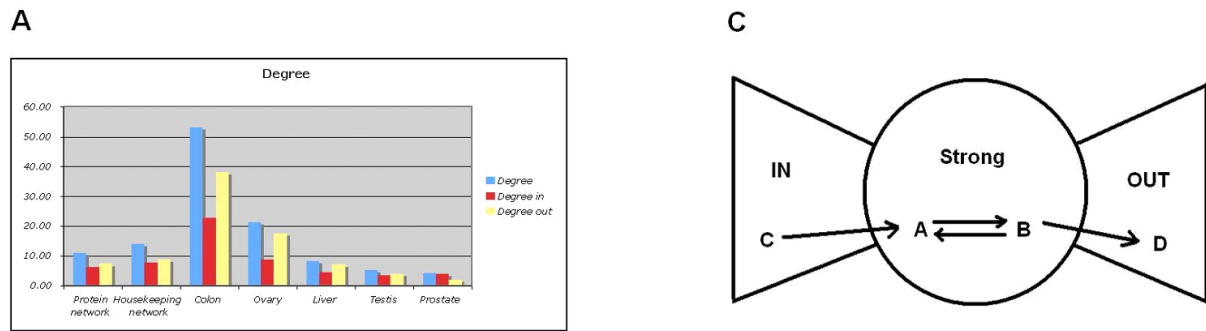 A
Degree
60.00
50.00
40.00
30.00
20.00
10.00
0.00
Protein network
Housekeeping network
Colon
Ovary
Liver
Testis
Prostate
Degree
Degree in
Degree out
C
Strong
IN
OUT
C
A
B
D